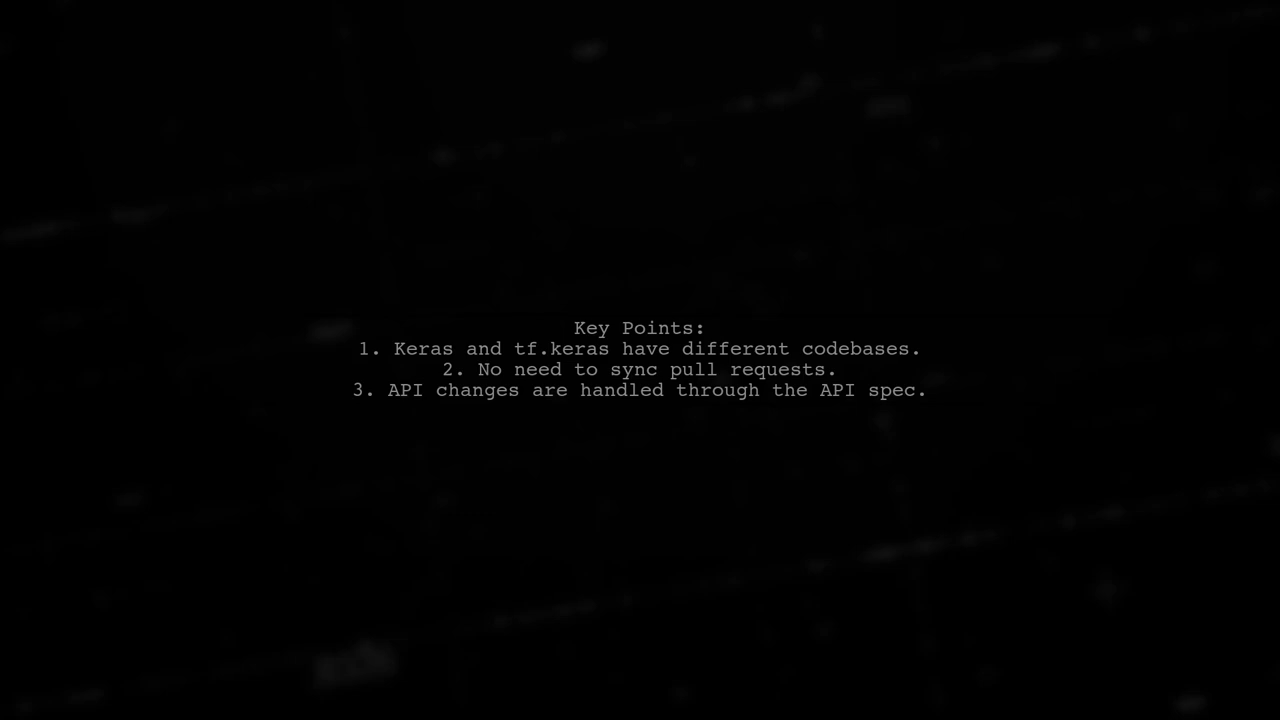 Key Points:
1. Keras and tf.keras have different codebases.
2. No need to sync pull requests.
3. API changes are handled through the API spec.